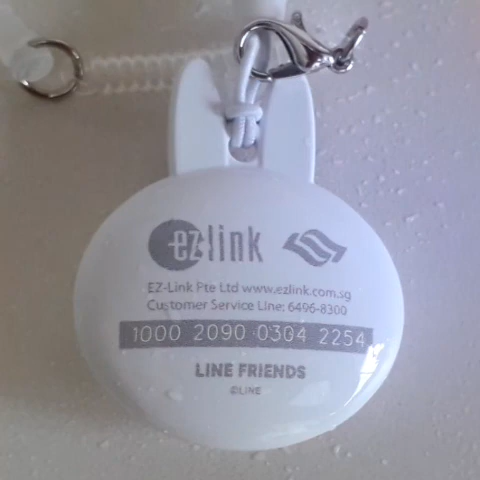 ez-link
EZ-Link Pte Ltd www.ezlink.com.sg
Customer Service Line: 6496-8300
1000 2090 0304 2254
LINE FRIENDS
©LINE